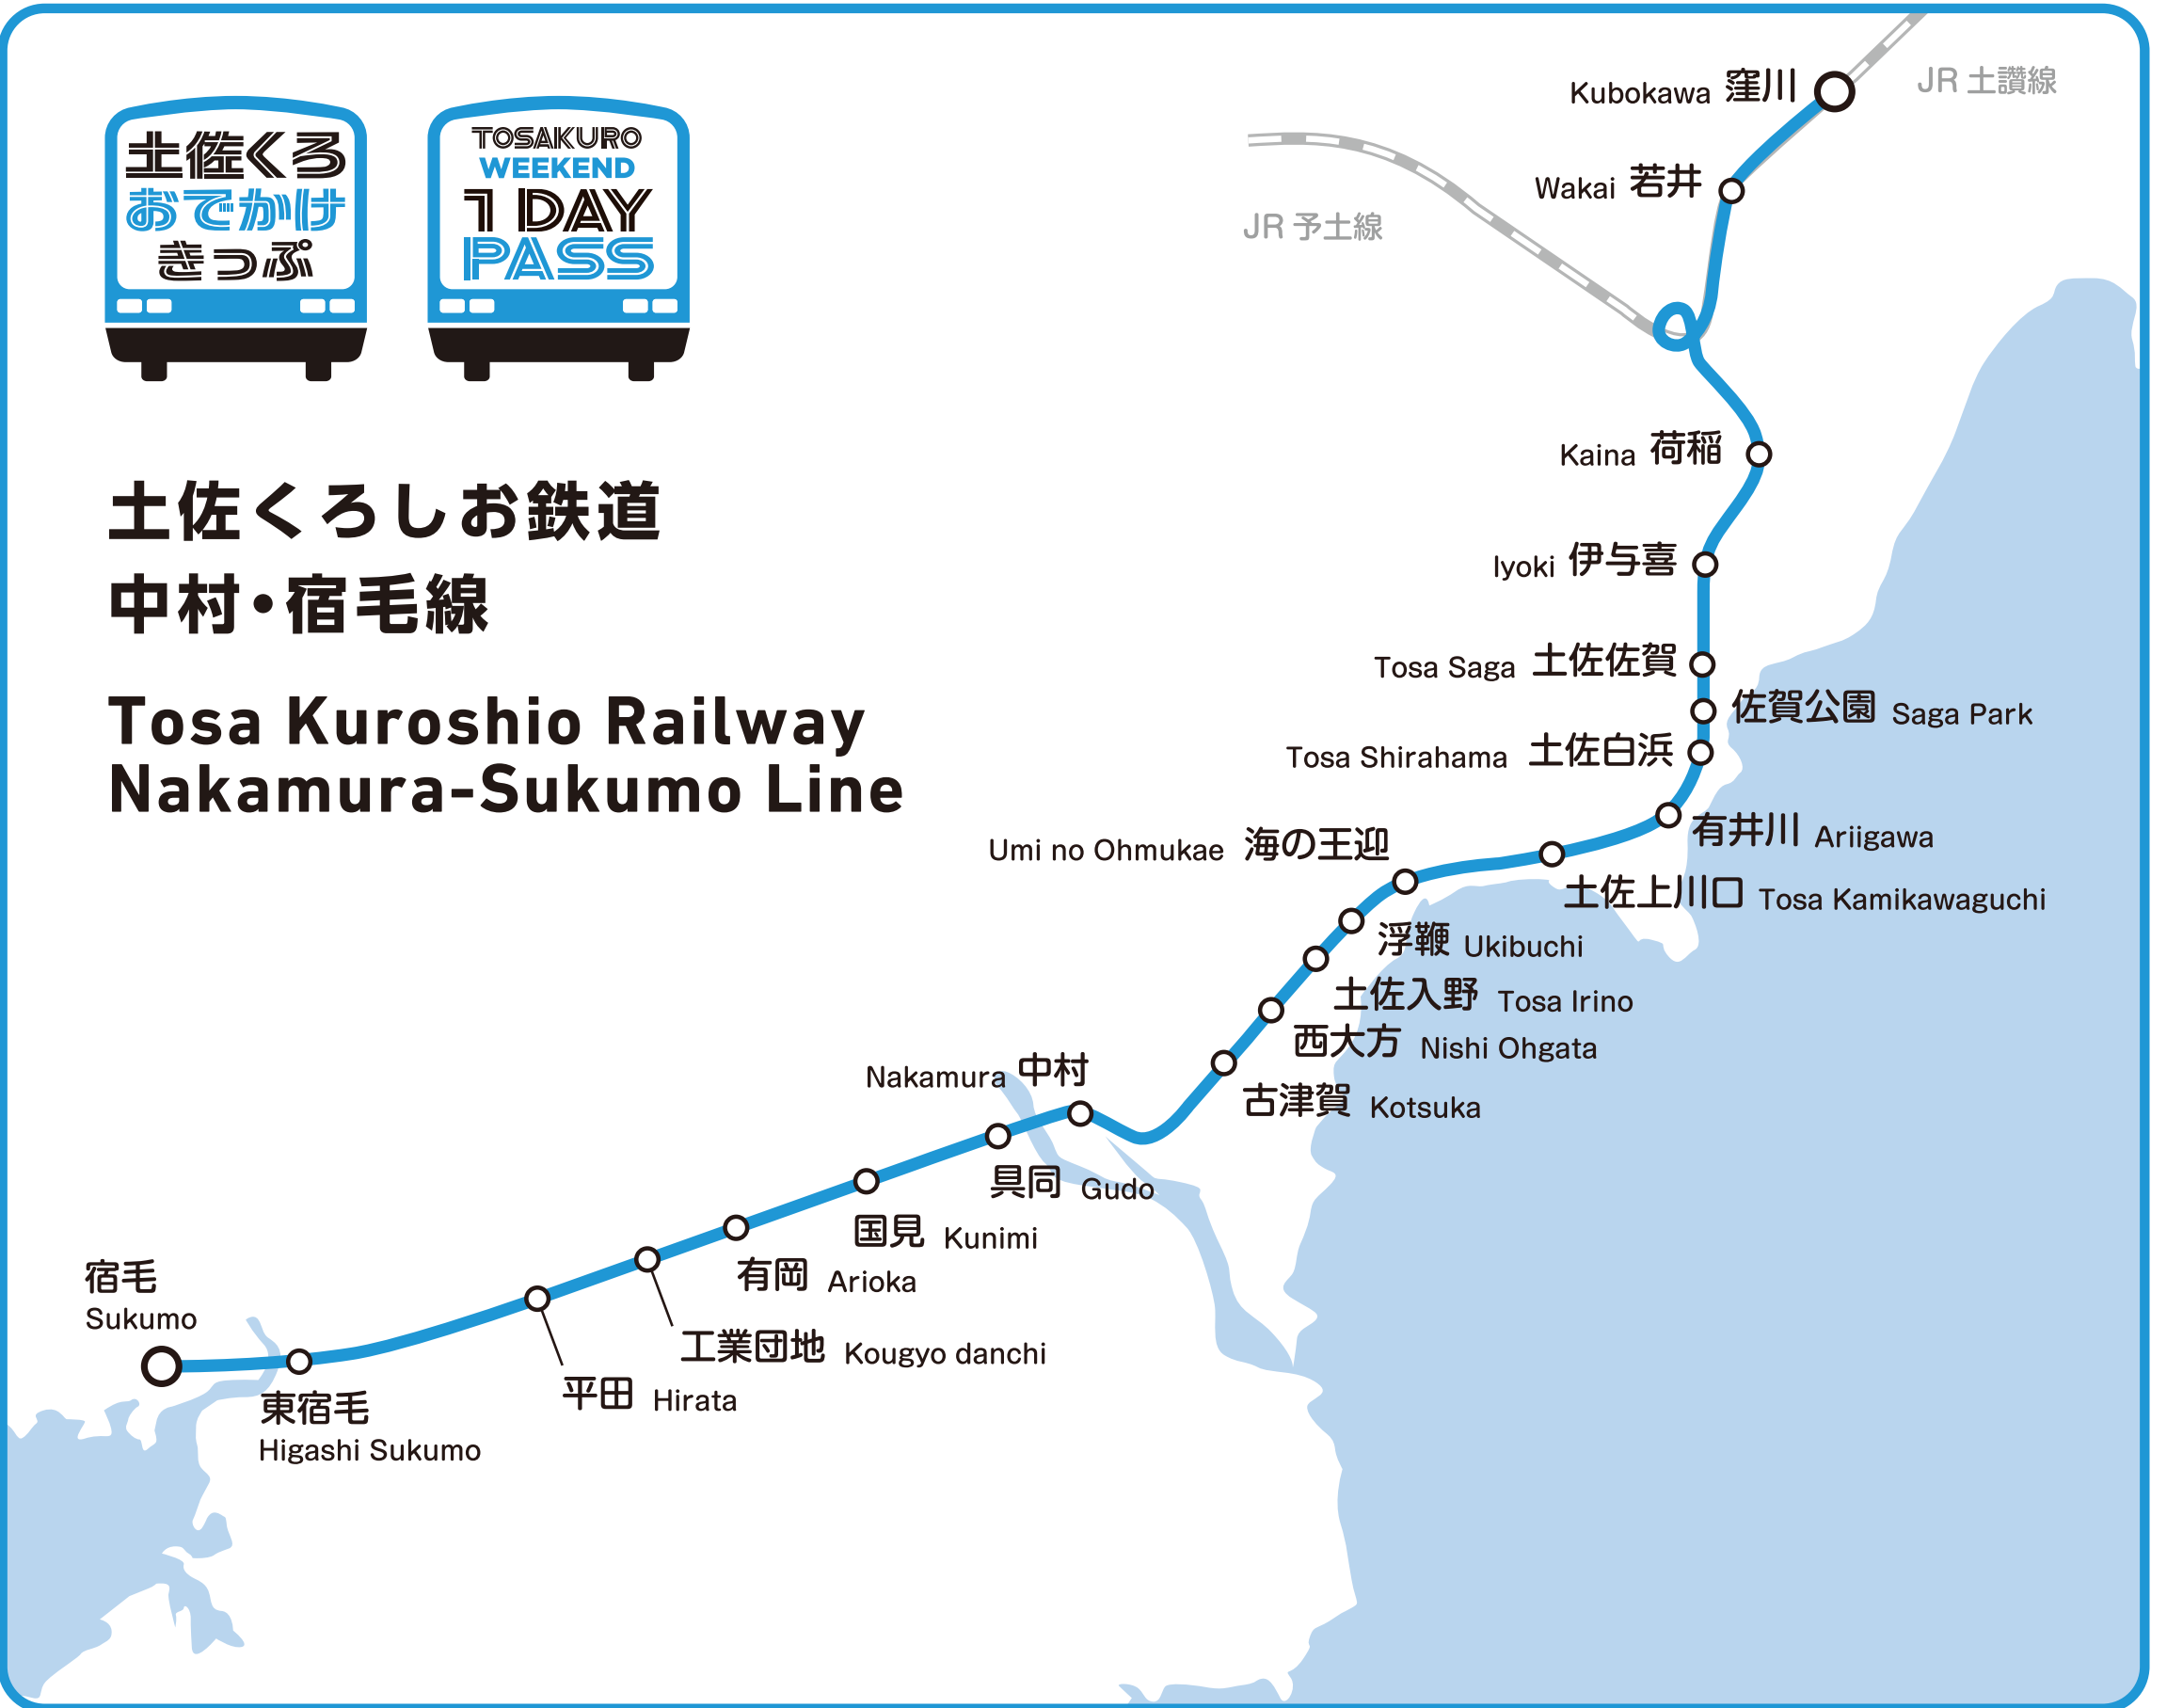 土佐くろ
おでかけ
きっぷ
TOSAKURO
WEEKEND
1 DAY
PASS
土佐くろしお鉄道
中村・宿毛線
Tosa Kuroshio Railway
Nakamura-Sukumo Line
JR 土讃線
JR 予土線
Kubokawa 窪川
Wakai 若井
Kaina 荷稲
Iyoki 伊与喜
Tosa Saga 土佐佐賀
佐賀公園 Saga Park
Tosa Shirahama 土佐白浜
有井川 Ariigawa
土佐上川口 Tosa Kamikawaguchi
Umi no Ohmukae 海の王迎
浮鞭 Ukibuchi
土佐入野 Tosa Irino
西大方 Nishi Ohgata
古津賀 Kotsuka
Nakamura 中村
具同 Gudo
国見 Kunimi
有岡 Arioka
工業団地 Kougyo danchi
平田 Hirata
東宿毛
Higashi Sukumo
宿毛
Sukumo